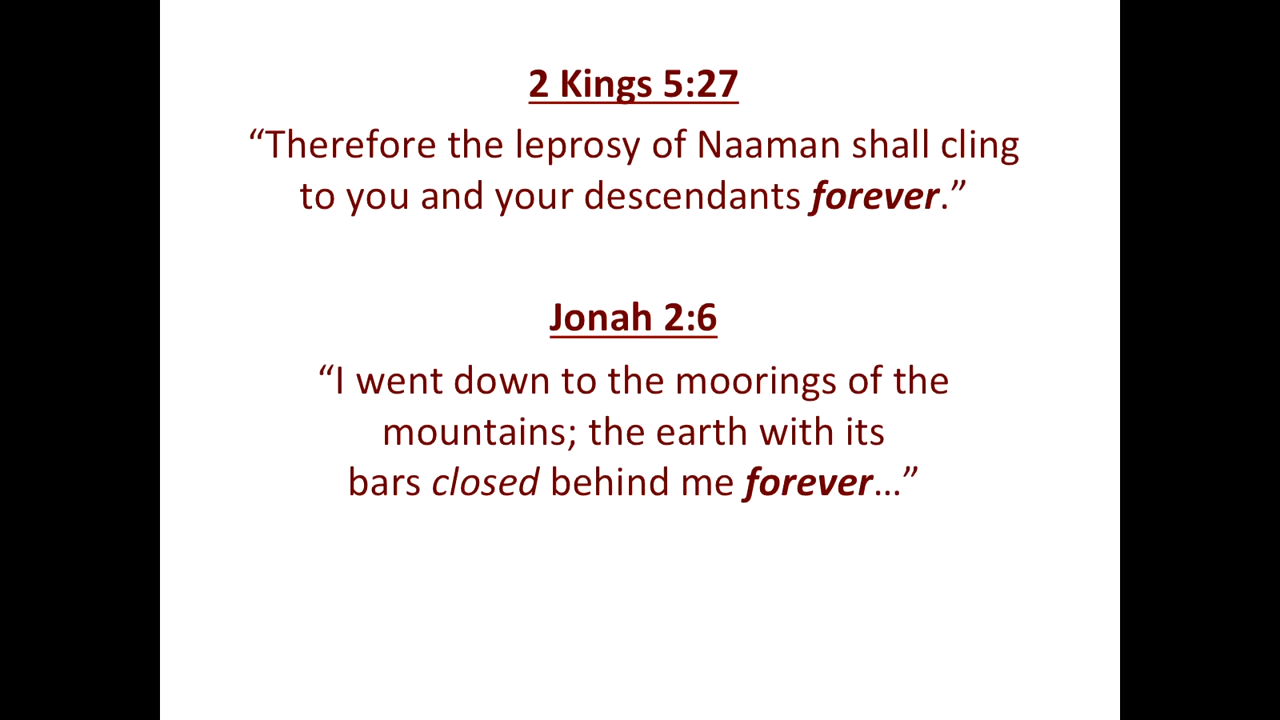 2 Kings 5:27
“Therefore the leprosy of Naaman shall cling
to you and your descendants forever.”
Jonah 2:6
“I went down to the moorings of the
mountains; the earth with its
bars closed behind me forever…”